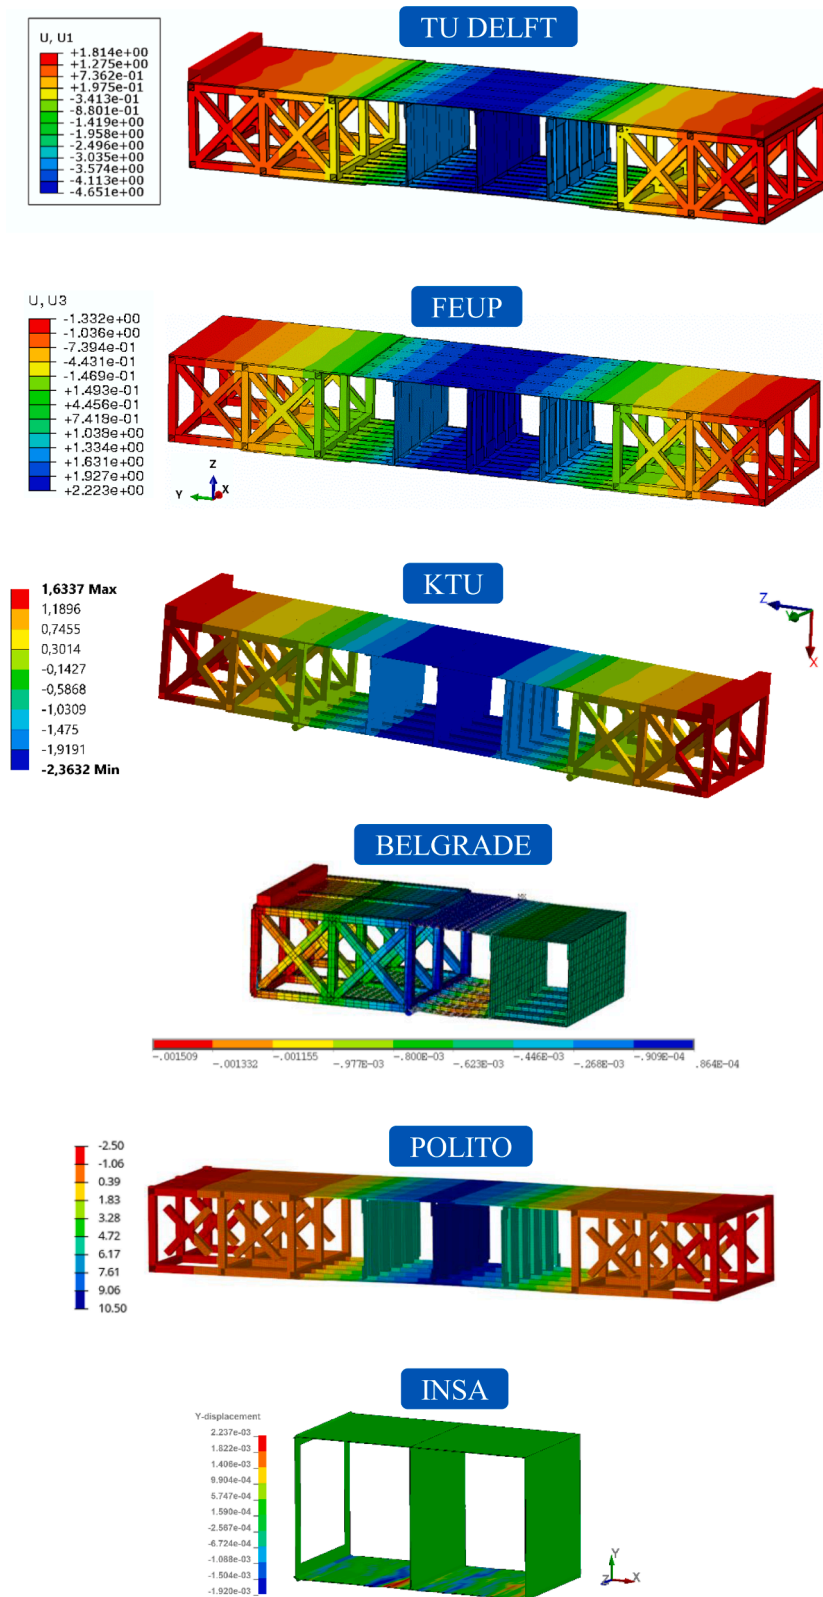 TU DELFT
U, U1
+1.814e+00
+1.275e+00
+7.362e-01
+1.975e-01
-3.413e-01
-8.801e-01
-1.419e+00
-1.958e+00
-2.496e+00
-3.035e+00
-3.574e+00
-4.113e+00
-4.651e+00
FEUP
U, U3
-1.332e+00
-1.036e+00
-7.394e-01
-4.431e-01
-1.469e-01
+1.493e-01
+4.456e-01
+7.418e-01
+1.038e+00
+1.334e+00
+1.631e+00
+1.927e+00
+2.223e+00
Z
Y
X
KTU
1,6337 Max
1,1896
0,7455
0,3014
-0,1427
-0,5868
-1,0309
-1,475
-1,9191
-2,3632 Min
Z
X
BELGRADE
-.001509
-.001332
-.001155
-.977E-03
-.800E-03
-.623E-03
-.446E-03
-.268E-03
-.909E-04
.864E-04
POLITO
-2.50
-1.06
0.39
1.83
3.28
4.72
6.17
7.61
9.06
10.50
INSA
Y-displacement
2.237e-03
1.822e-03
1.406e-03
9.904e-04
5.747e-04
1.590e-04
-2.567e-04
-6.724e-04
-1.088e-03
-1.504e-03
-1.920e-03
Y
Z
X